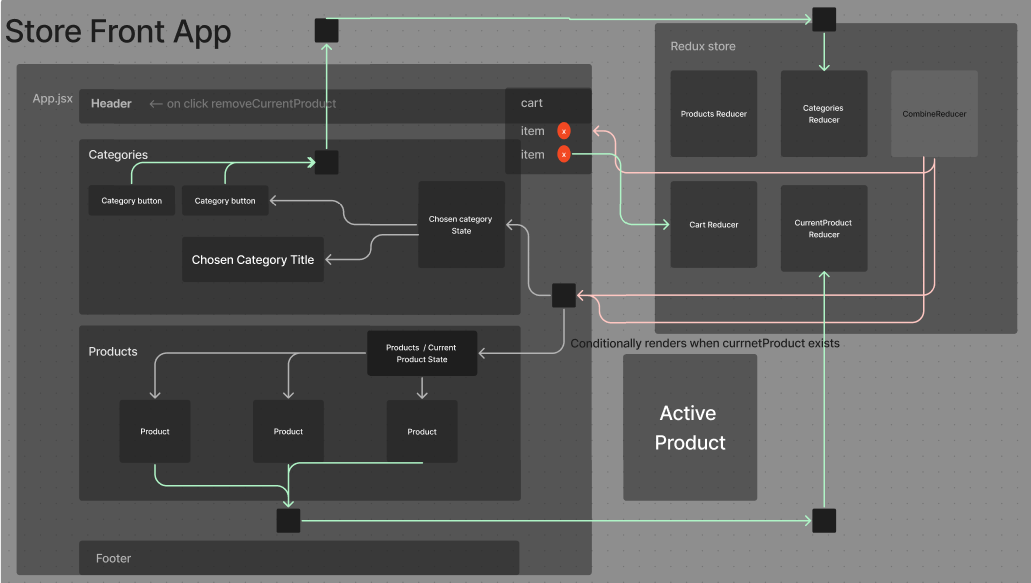 Store Front App
App.jsx
Header
<- on click removeCurrentProduct
cart
item
x
item
x
Categories
Category button
Category button
Chosen category
State
Chosen Category Title
Products
Products / Current
Product State
Product
Product
Product
Footer
Redux store
Products Reducer
Categories
Reducer
CombineReducer
Cart Reducer
CurrentProduct
Reducer
Conditionally renders when currnetProduct exists
Active
Product